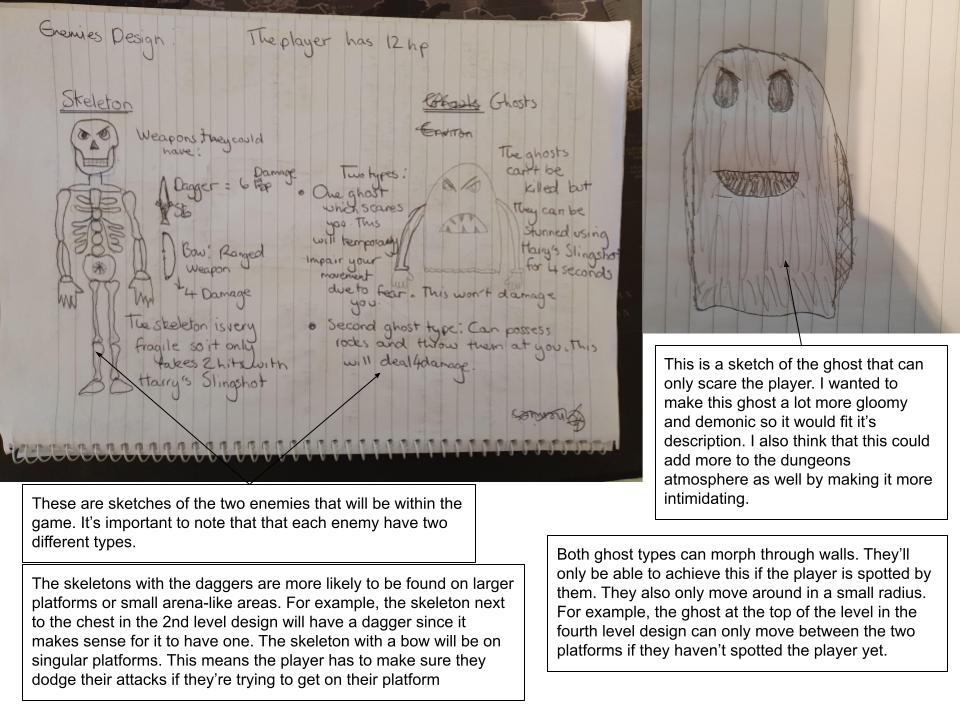 Enemies Design:
The player has 12 hp
Skeleton
Weapons they could
have:
Dagger = 6 Damage
Bow: Ranged
Weapon
4 Damage
The skeleton is very
fragile so it only
takes 2 hits with
Harry's Slingshot
Ghosts
Two types:
• One ghost
which scares
you. This
will temporarily
impair your
movement
due to fear. This won't damage
you.
• Second ghost type: Can possess
rocks and throw them at you. This
will deal 4 damage.
The ghosts
can't be
killed but
they can be
stunned using
Harry's Slingshot
for 4 seconds
This is a sketch of the ghost that can
only scare the player. I wanted to
make this ghost a lot more gloomy
and demonic so it would fit it's
description. I also think that this could
add more to the dungeons
atmosphere as well by making it more
intimidating.
These are sketches of the two enemies that will be within the
game. It's important to note that that each enemy have two
different types.
The skeletons with the daggers are more likely to be found on larger
platforms or small arena-like areas. For example, the skeleton next
to the chest in the 2nd level design will have a dagger since it
makes sense for it to have one. The skeleton with a bow will be on
singular platforms. This means the player has to make sure they
dodge their attacks if they're trying to get on their platform
Both ghost types can morph through walls. They'll
only be able to achieve this if the player is spotted by
them. They also only move around in a small radius.
For example, the ghost at the top of the level in the
fourth level design can only move between the two
platforms if they haven't spotted the player yet.